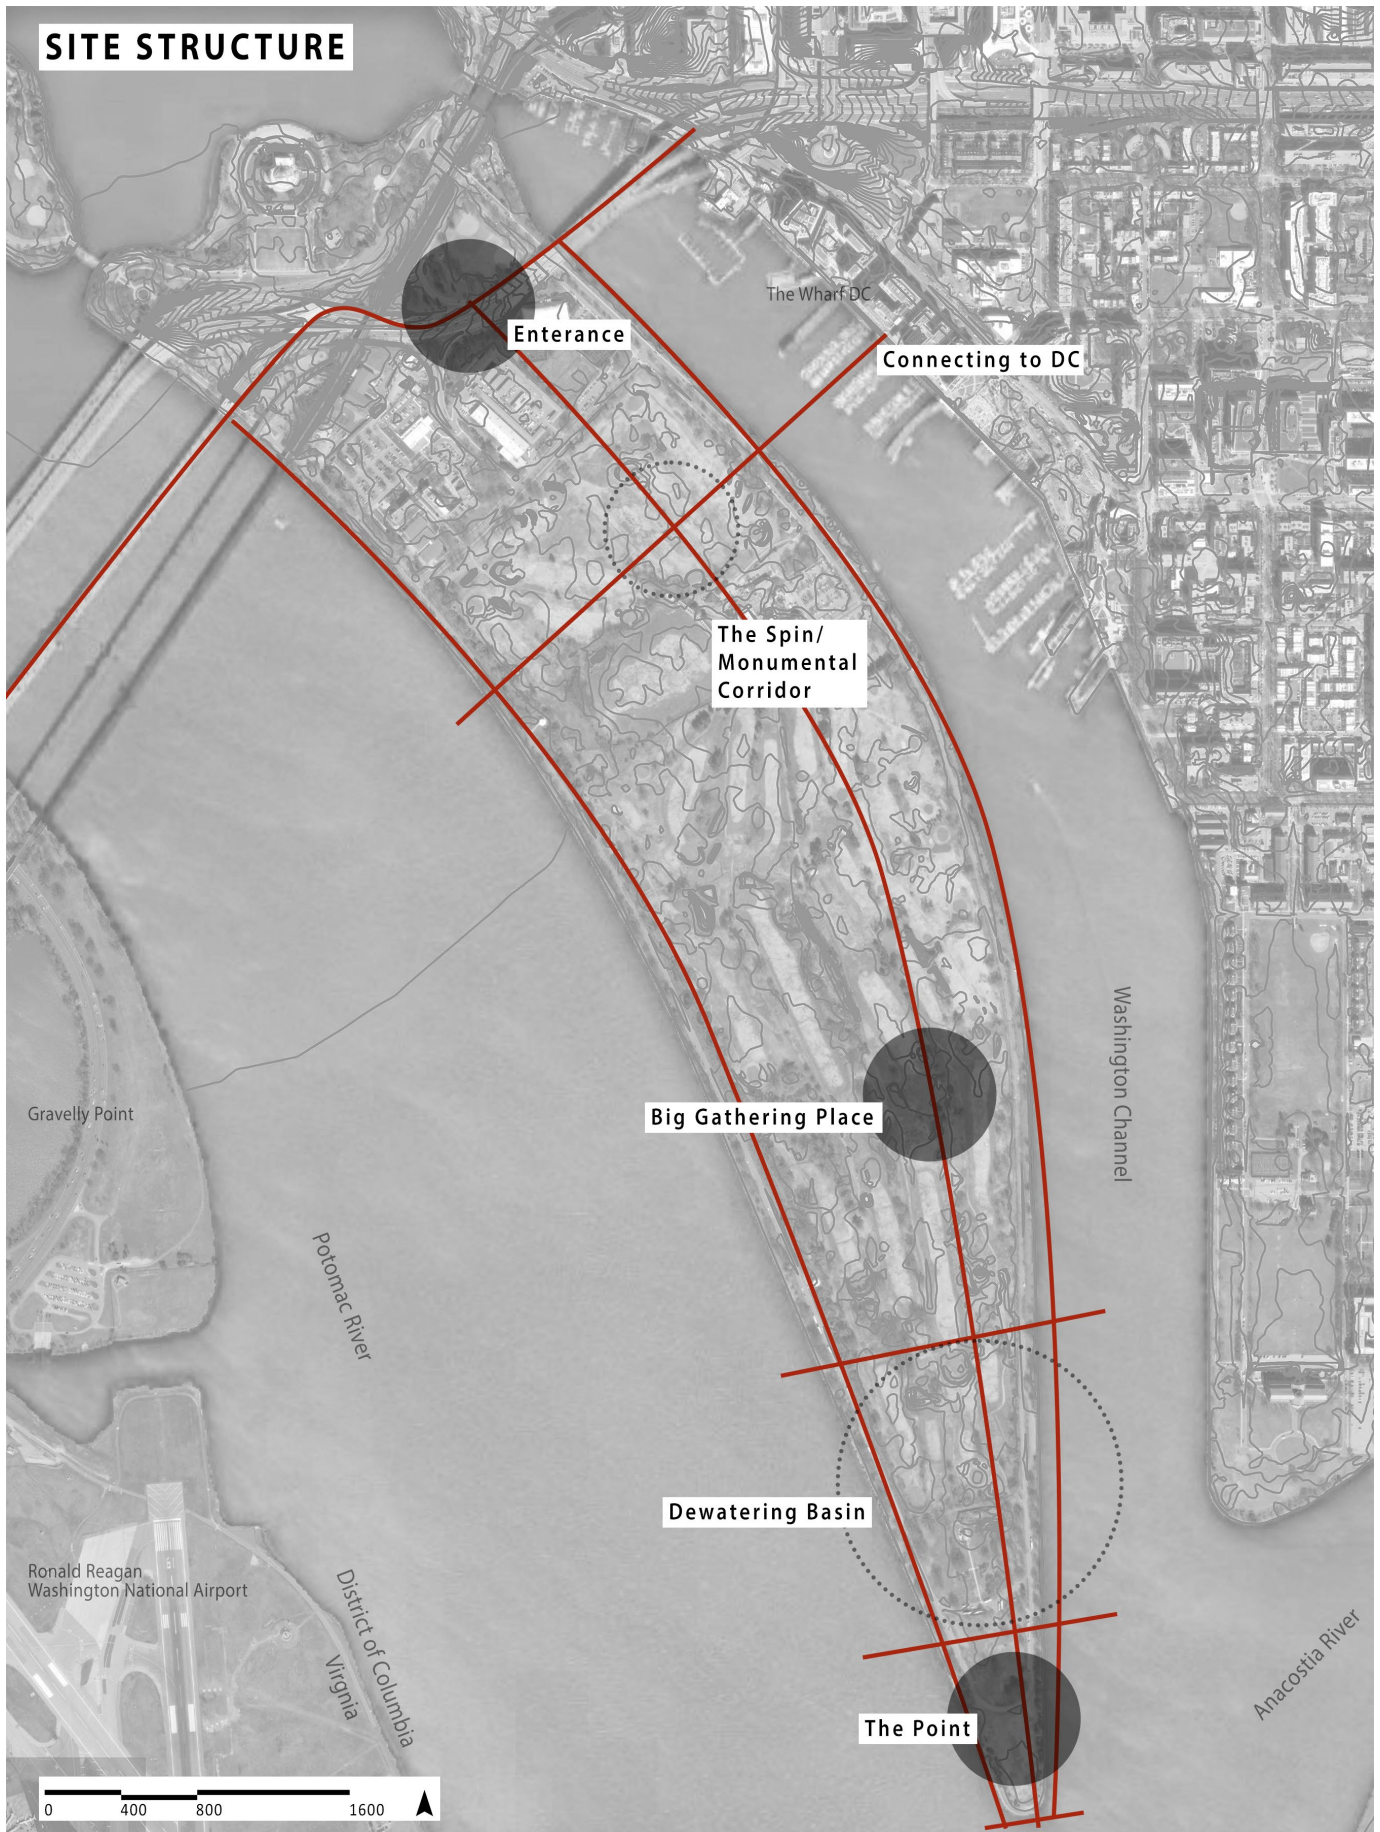 SITE STRUCTURE
The Wharf DC
Enterance
Connecting to DC
The Spin/
Monumental
Corridor
Washington Channel
Gravelly Point
Big Gathering Place
Potomac River
Dewatering Basin
Ronald Reagan
Washington National Airport
District of Columbia
Virgnia
Anacostia River
The Point
0 400 800 1600